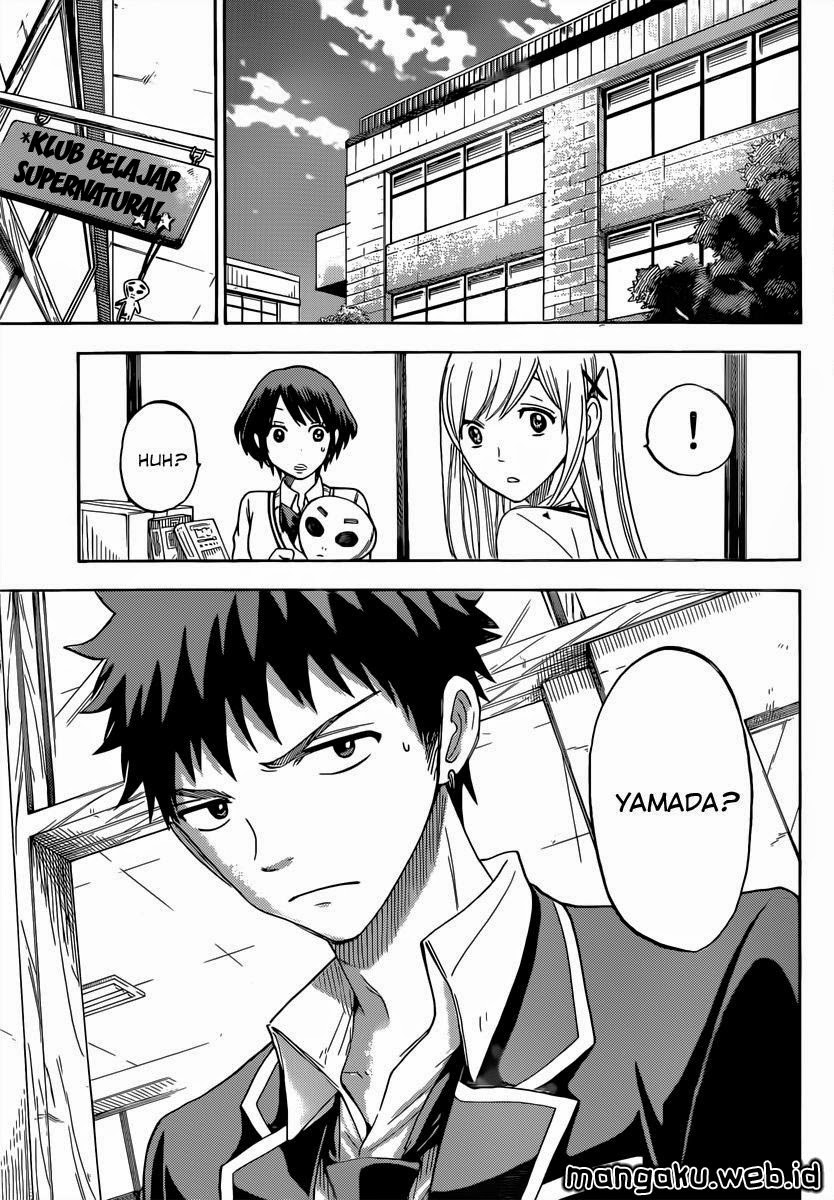 *KLUB BELAJAR
SUPERNATURAL
!
HUH?
YAMADA?
mangaku.web.id